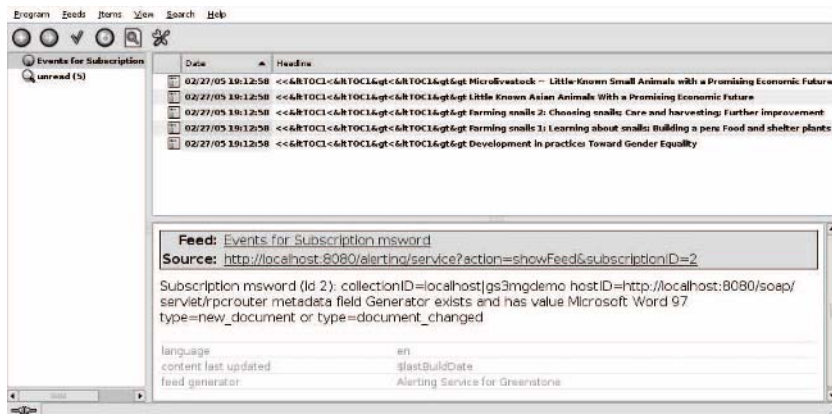 Program Feeds Items View Search Help
Events for Subscription
unread (5)
Date Headline
02/27/05 19:12:58 <<&ltTOC1<&ltTOC1&gt<&ltTOC1&gt&gt Microlivestock -- Little-Known Small Animals with a Promising Economic Future
02/27/05 19:12:58 <<&ltTOC1<&ltTOC1&gt<&ltTOC1&gt&gt Little Known Asian Animals With a Promising Economic Future
02/27/05 19:12:58 <<&ltTOC1<&ltTOC1&gt<&ltTOC1&gt&gt Farming snails 2: Choosing snails; Care and harvesting; Further improvement
02/27/05 19:12:58 <<&ltTOC1<&ltTOC1&gt<&ltTOC1&gt&gt Farming snails 1: Learning about snails; Building a pen; Food and shelter plants
02/27/05 19:12:58 <<&ltTOC1<&ltTOC1&gt<&ltTOC1&gt&gt Development in practice: Toward Gender Equality
Feed: Events for Subscription msword
Source: http://localhost:8080/alerting/service?action=showFeed&subscriptionID=2
Subscription msword (id 2): collectionID=localhost|gs3mgdemo hostID=http://localhost:8080/soap/
servlet/rpcrouter metadata field Generator exists and has value Microsoft Word 97
type=new_document or type=document_changed
language en
content last updated $lastBuildDate
feed generator Alerting Service for Greenstone